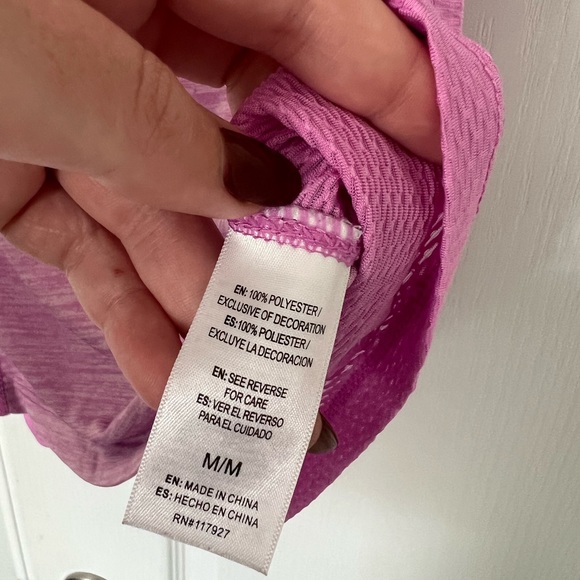 EN: 100% POLYESTER/
EXCLUSIVE OF DECORATION
ES: 100% POLIESTER/
EXCLUYE LA DECORACION
EN: SEE REVERSE
FOR CARE
ES: VER EL REVERSO
PARA EL CUIDADO
M/M
EN: MADE IN CHINA
ES: HECHO EN CHINA
RN#117927